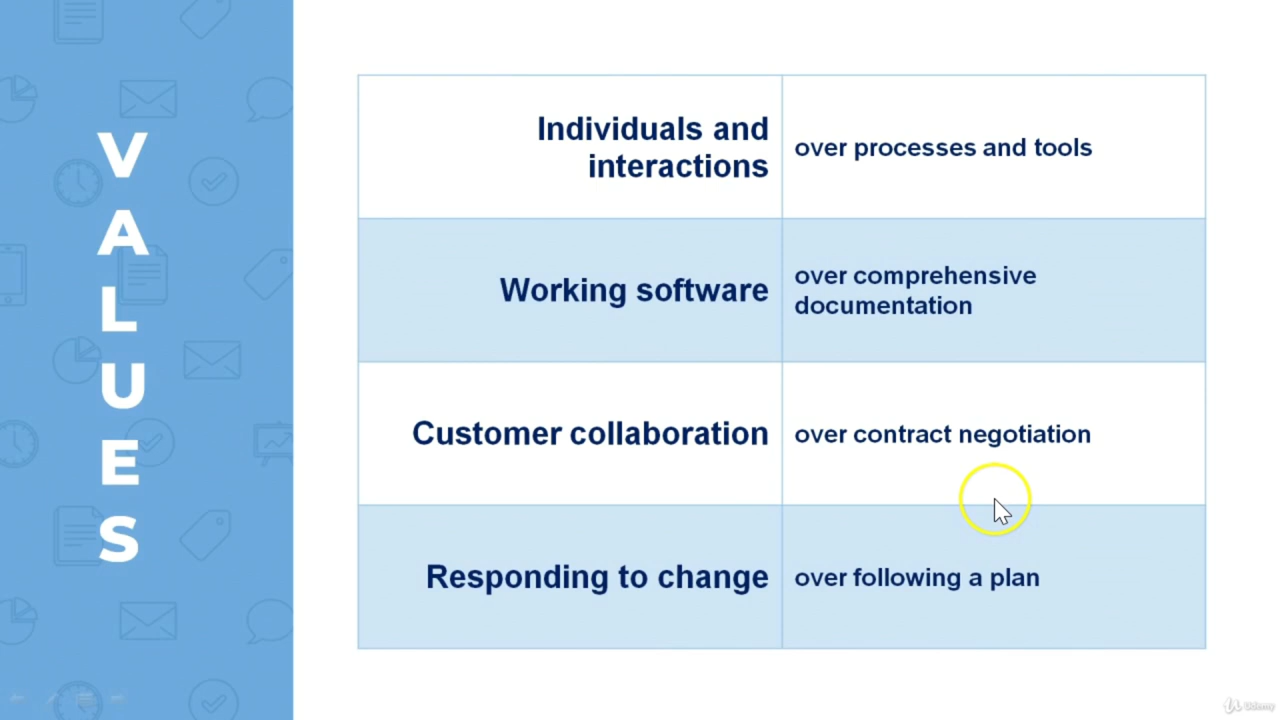 VALUES
Individuals and
interactions
over processes and tools
Working software
over comprehensive
documentation
Customer collaboration
over contract negotiation
Responding to change
over following a plan
Udemy